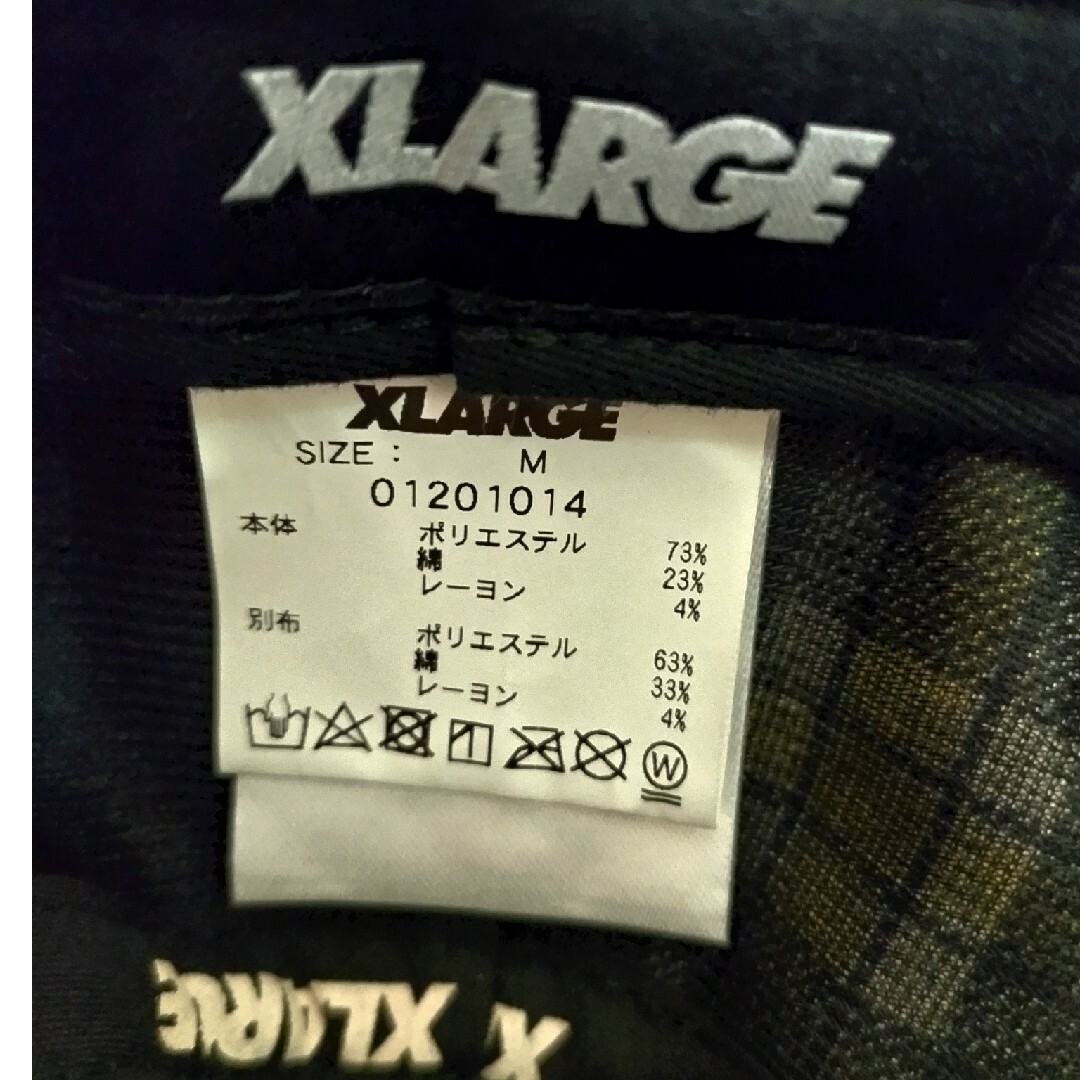 XLARGE
XLARGE
SIZE : M
01201014
本体 ポリエステル 73%
綿 23%
レーヨン 4%
別布 ポリエステル 63%
綿 33%
レーヨン 4%
W
XLARGE X